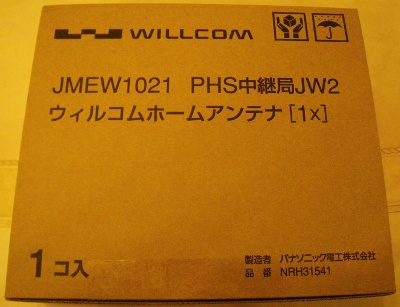 WILLCOM
JMEW1021 PHS中継局JW2
ウィルコムホームアンテナ[1x]
製造者 パナソニック電工株式会社
品番 NRH31541
1コ入